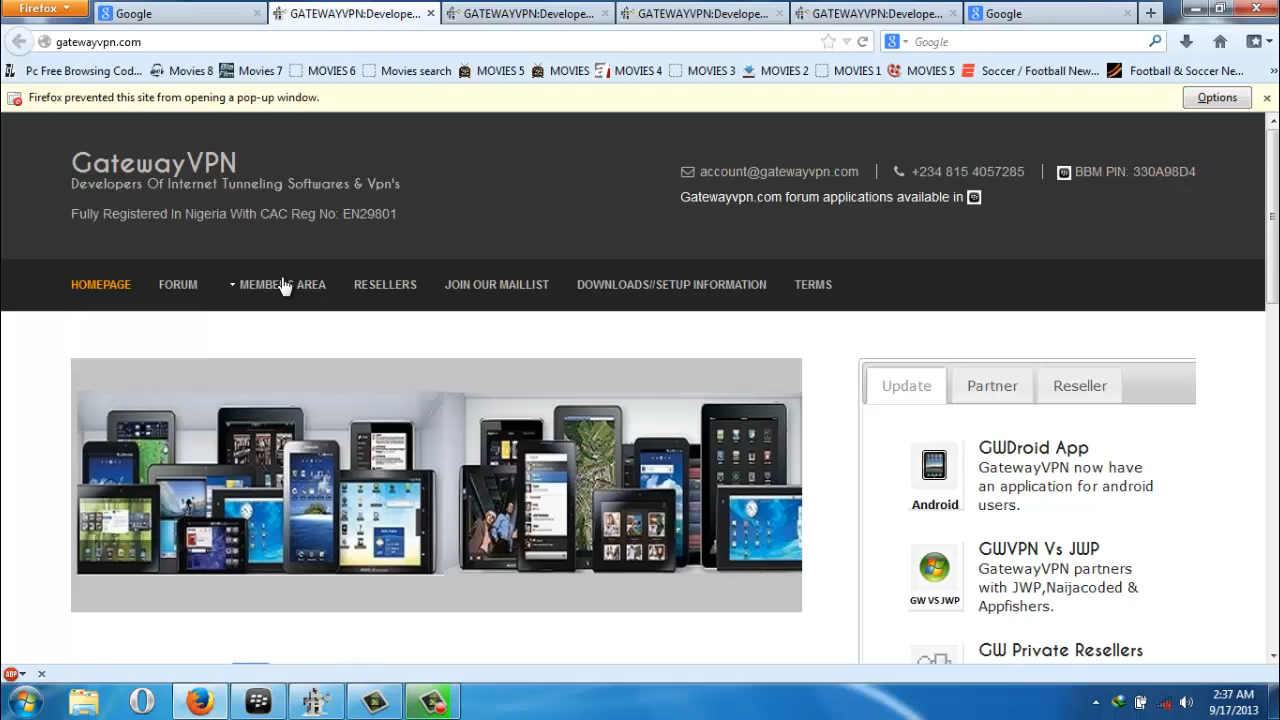 Firefox
Google
GATEWAYVPN:Develope...
GATEWAYVPN:Develope...
GATEWAYVPN:Develope...
GATEWAYVPN:Develope...
Google
gatewayvpn.com
Google
Pc Free Browsing Cod...
Movies 8
Movies 7
MOVIES 6
Movies search
MOVIES 5
MOVIES
MOVIES 4
MOVIES 3
MOVIES 2
MOVIES 1
MOVIES 5
Soccer / Football New...
Football & Soccer Ne...
Firefox prevented this site from opening a pop-up window.
Options
GatewayVPN
Developers Of Internet Tunneling Softwares & Vpn's
Fully Registered In Nigeria With CAC Reg No: EN29801
account@gatewayvpn.com
+234 815 4057285
BBM PIN: 330A98D4
Gatewayvpn.com forum applications available in
HOMEPAGE
FORUM
MEMBERS AREA
RESELLERS
JOIN OUR MAILLIST
DOWNLOADS//SETUP INFORMATION
TERMS
Update
Partner
Reseller
Android
GWDroid App
GatewayVPN now have
an application for android
users.
GW VS JWP
GWVPN Vs JWP
GatewayVPN partners
with JWP,Naijacoded &
Appfishers.
GW Private Resellers
ABP
2:37 AM
9/17/2013